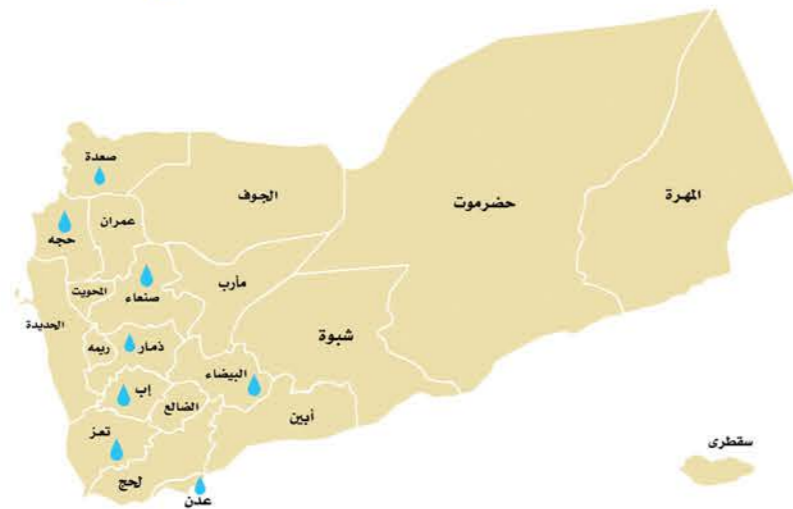 صعدة
الجوف
المهرة
حضرموت
عمران
حجه
مأرب
المحويت
صنعاء
الحديدة
شبوة
ذمار
ريمه
البيضاء
إب
الضالع
أبين
تعز
سقطرى
لحج
عدن